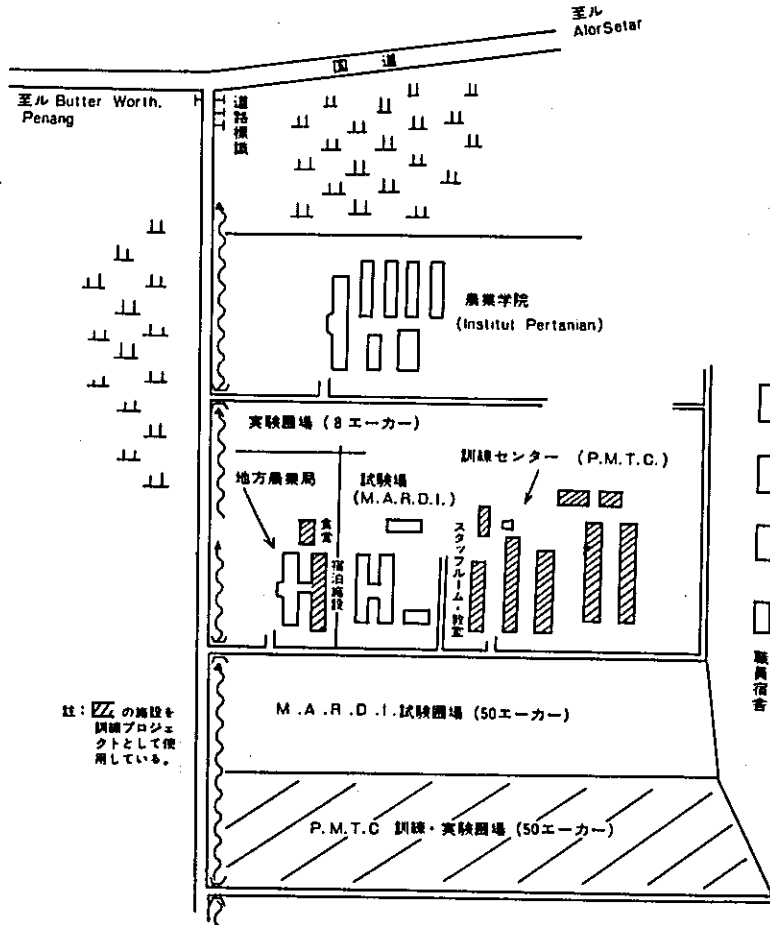 至ル
AlorSetar
国 道
至ル Butter Worth.
Penang
道路標識
農業学院
(Institut Pertanian)
実験圃場 (8エーカー)
地方農業局
試験場
(M.A.R.D.I.)
訓練センター (P.M.T.C.)
食堂
宿泊施設
スタッフルーム・教室
職員宿舎
M.A.R.D.I.試験圃場 (50エーカー)
註: の施設を
訓練プロジェ
クトとして使
用している。
P.M.T.C 訓練・実験圃場 (50エーカー)